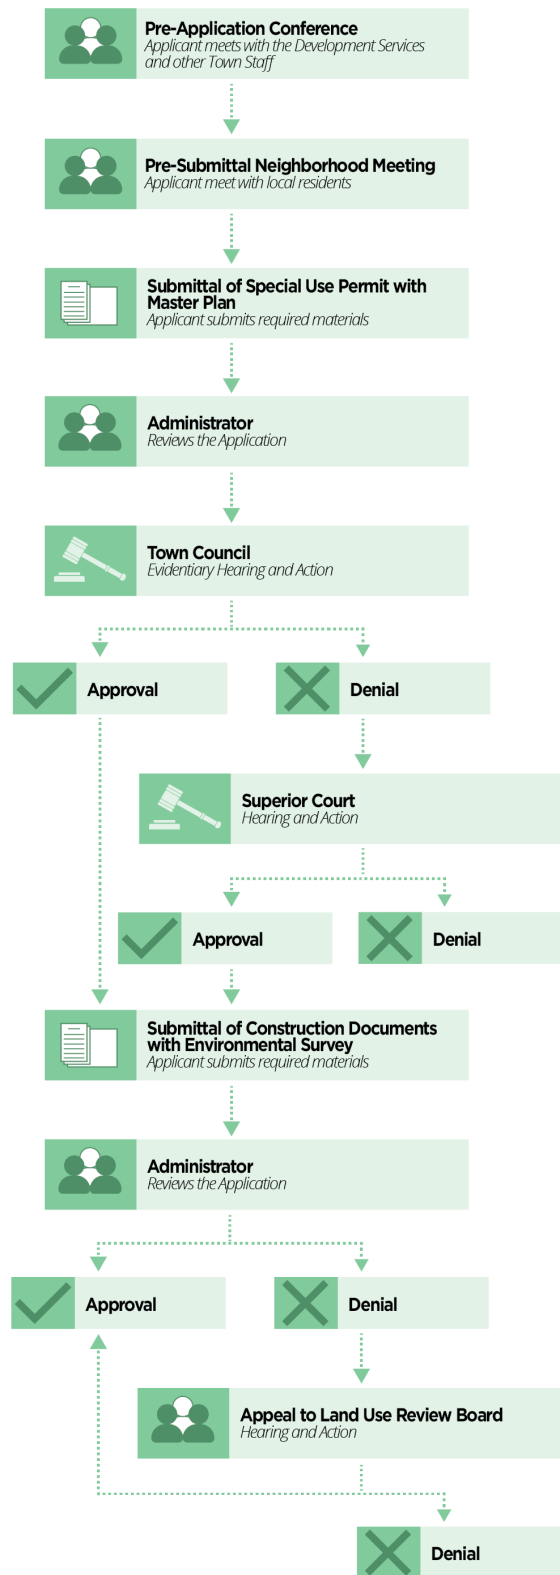 Pre-Application Conference
Applicant meets with the Development Services
and other Town Staff
Pre-Submittal Neighborhood Meeting
Applicant meet with local residents
Submittal of Special Use Permit with
Master Plan
Applicant submits required materials
Administrator
Reviews the Application
Town Council
Evidentiary Hearing and Action
Approval
Denial
Superior Court
Hearing and Action
Approval
Denial
Submittal of Construction Documents
with Environmental Survey
Applicant submits required materials
Administrator
Reviews the Application
Approval
Denial
Appeal to Land Use Review Board
Hearing and Action
Denial